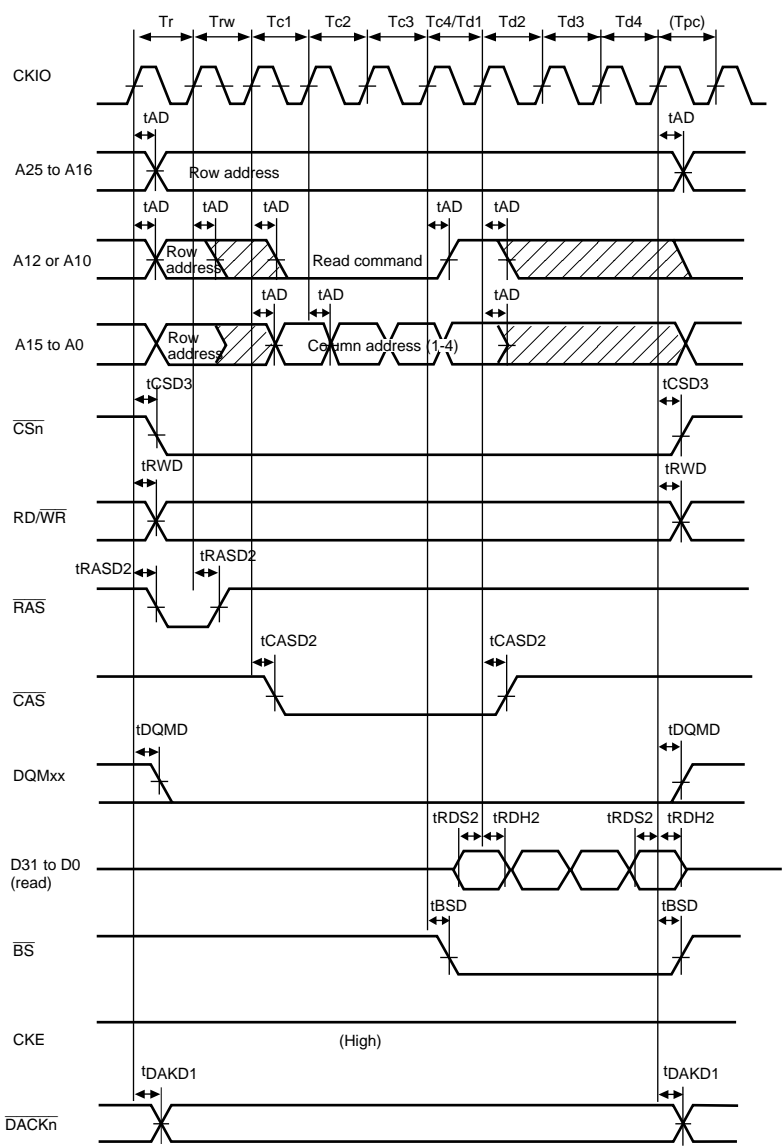 Tr Trw Tc1 Tc2 Tc3 Tc4/Td1 Td2 Td3 Td4 (Tpc)
CKIO
tAD tAD
A25 to A16 Row address
tAD tAD tAD tAD tAD
A12 or A10 Row address Read command
tAD tAD tAD
A15 to A0 Row address Column address (1-4)
tCSD3 tCSD3
CSn
tRWD tRWD
RD/WR
tRASD2 tRASD2
RAS
tCASD2 tCASD2
CAS
tDQMD tDQMD
DQMxx
tRDS2 tRDH2 tRDS2 tRDH2
D31 to D0
(read)
tBSD tBSD
BS
CKE (High)
tDAKD1 tDAKD1
DACKn